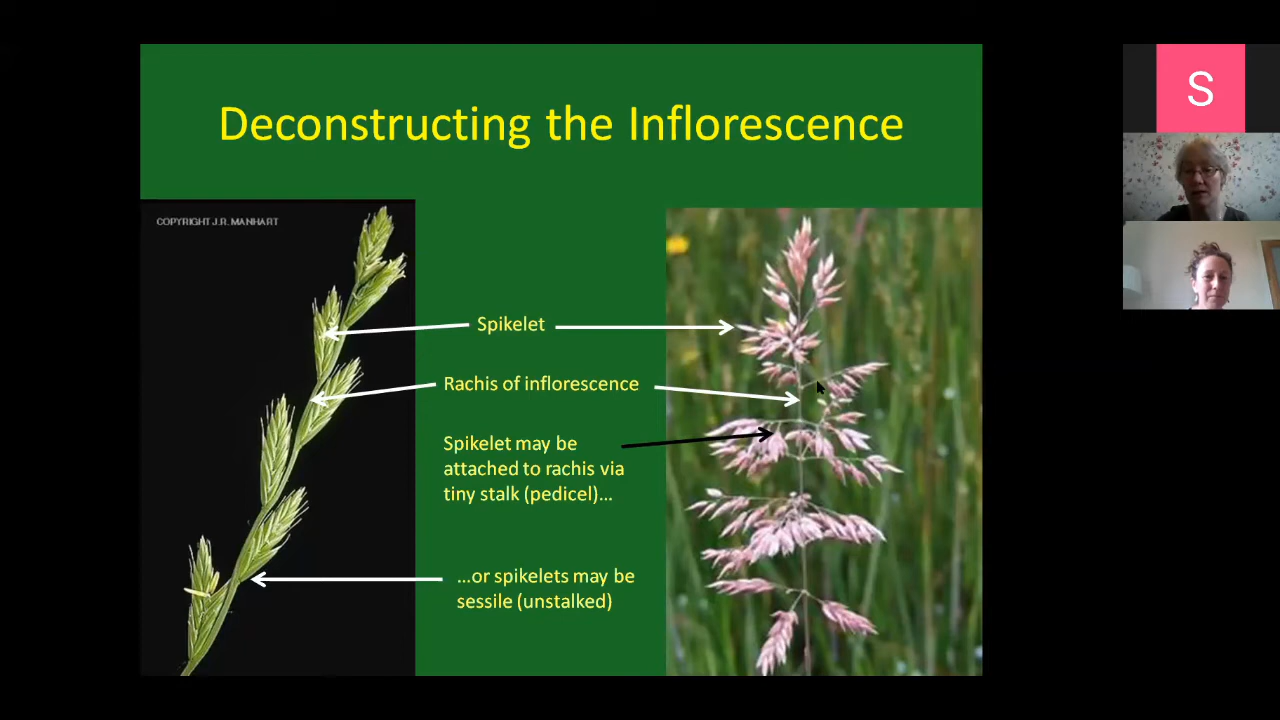 Deconstructing the Inflorescence
COPYRIGHT J.R. MANHART
Spikelet
Rachis of inflorescence
Spikelet may be
attached to rachis via
tiny stalk (pedicel)...
...or spikelets may be
sessile (unstalked)
S